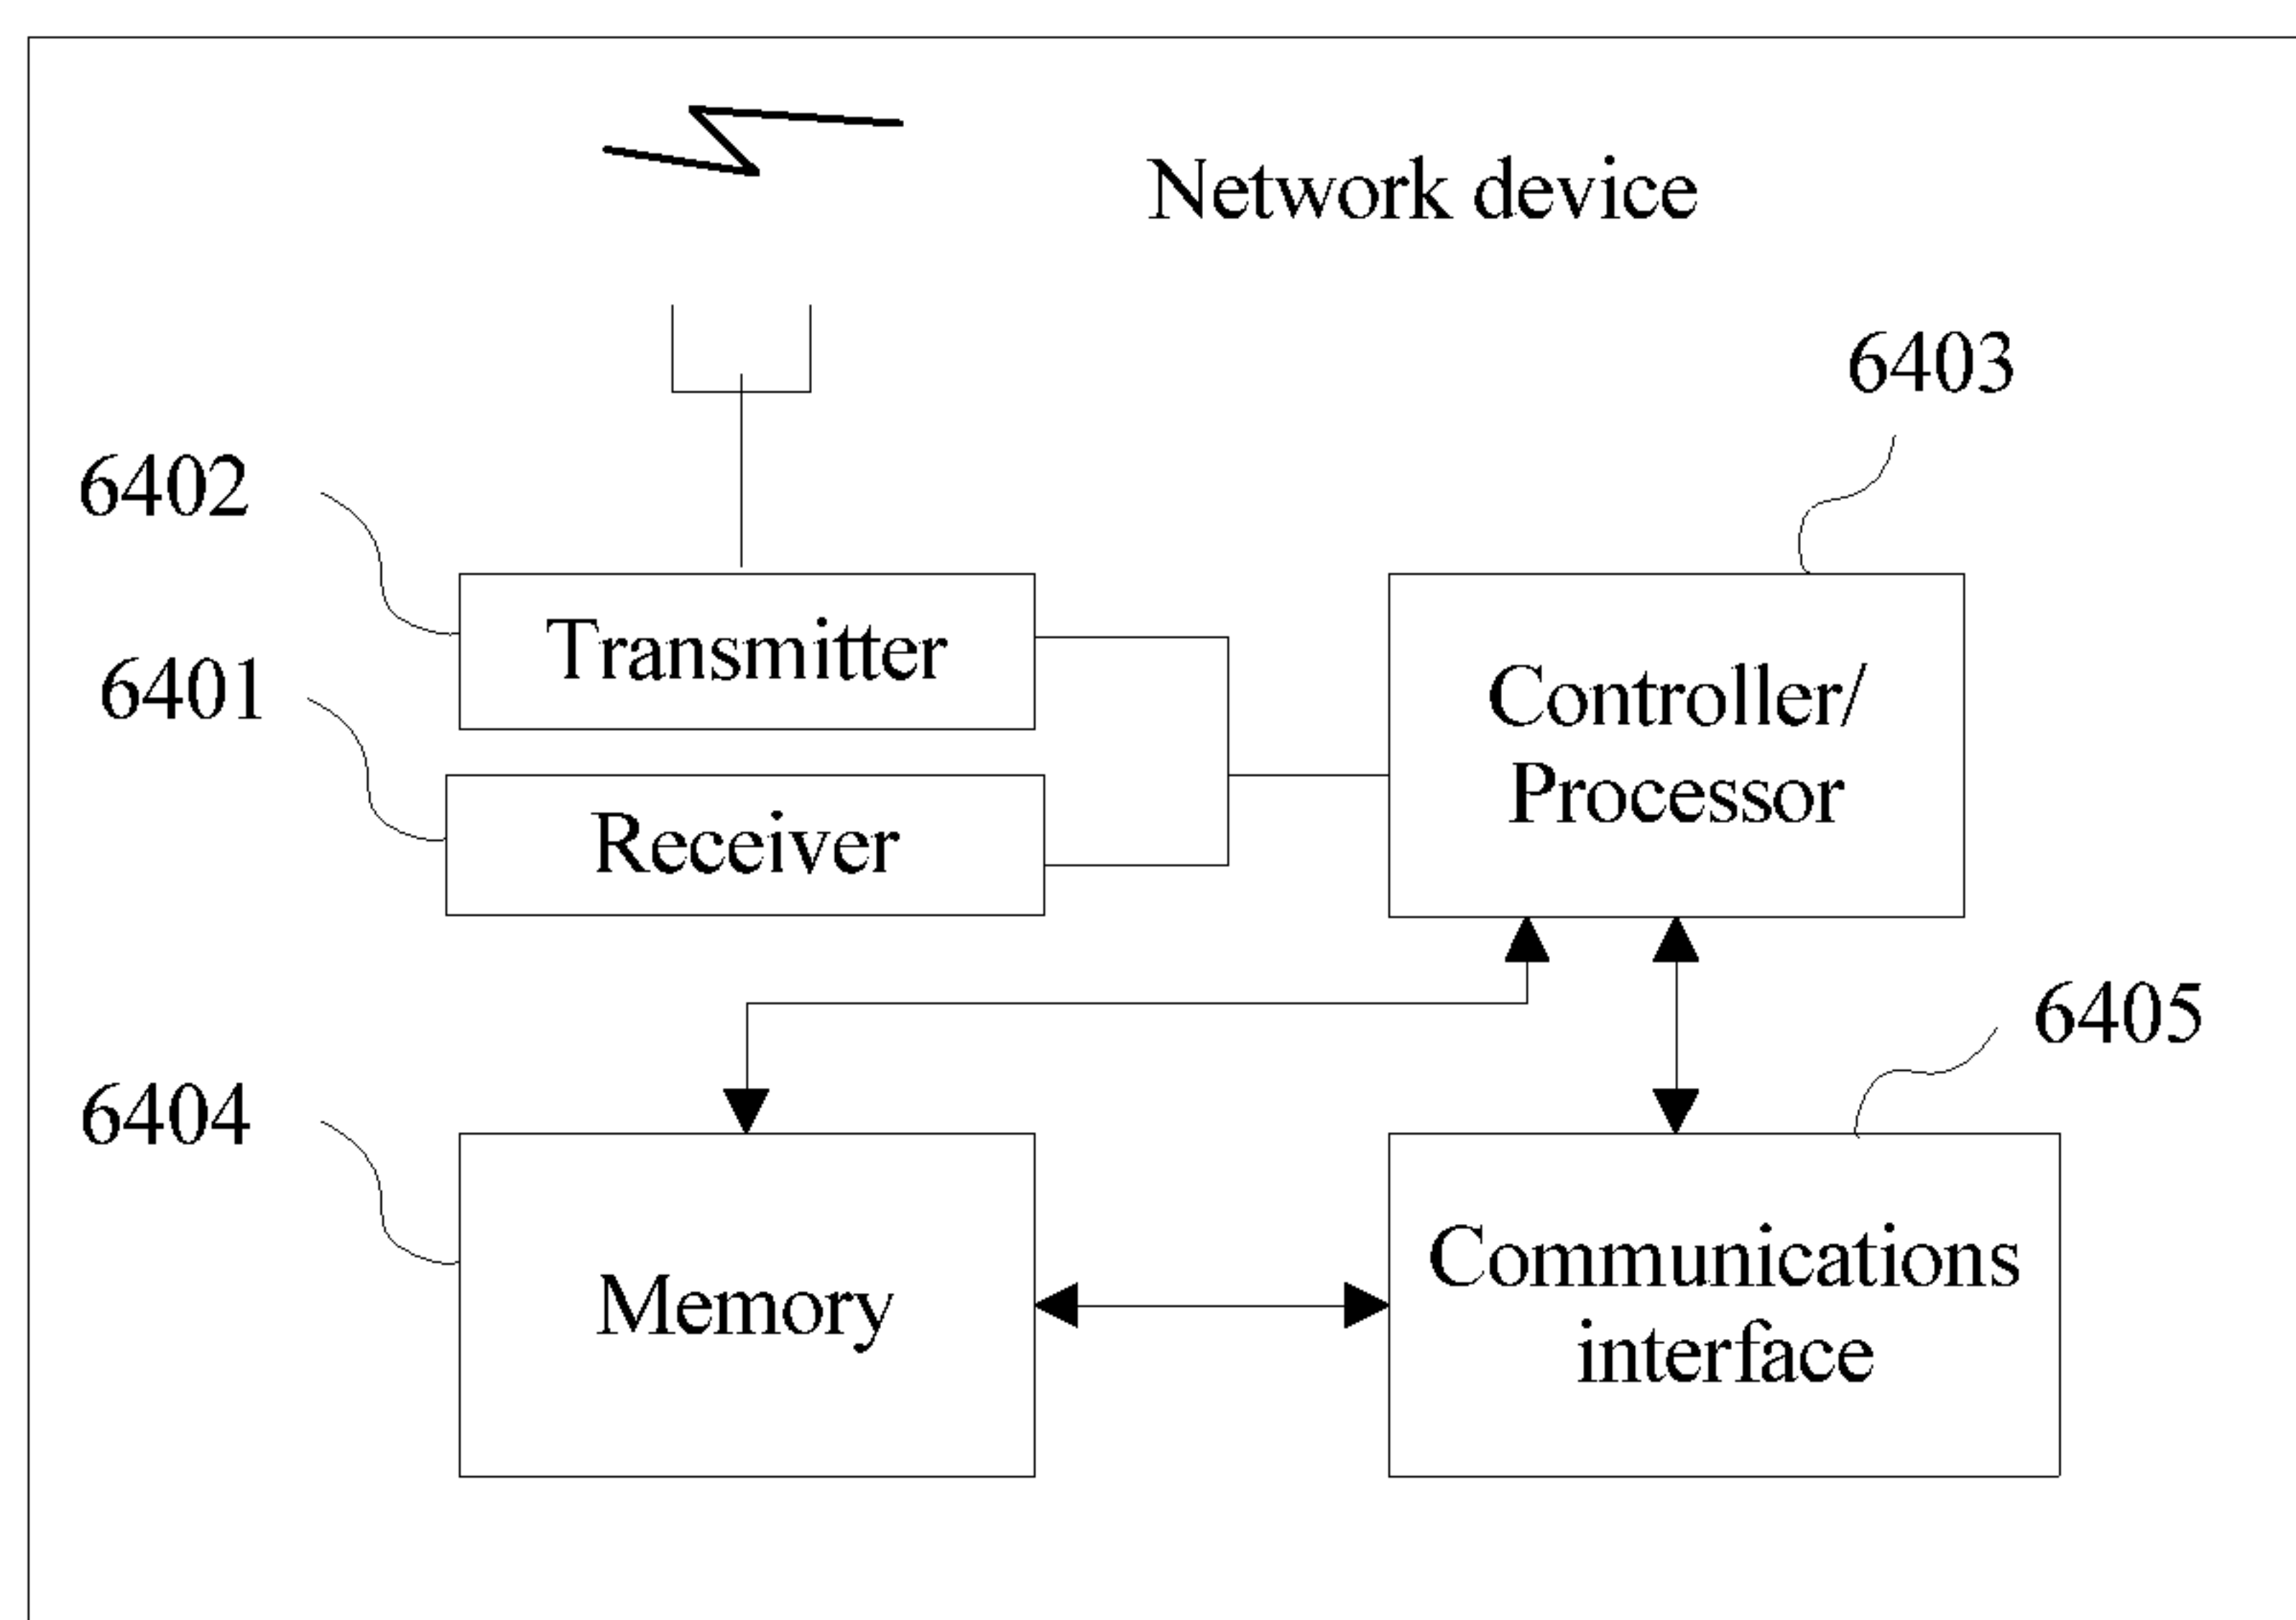 Network device
6403
6402
Transmitter
6401
Controller/
Processor
Receiver
6405
6404
Memory
Communications
interface